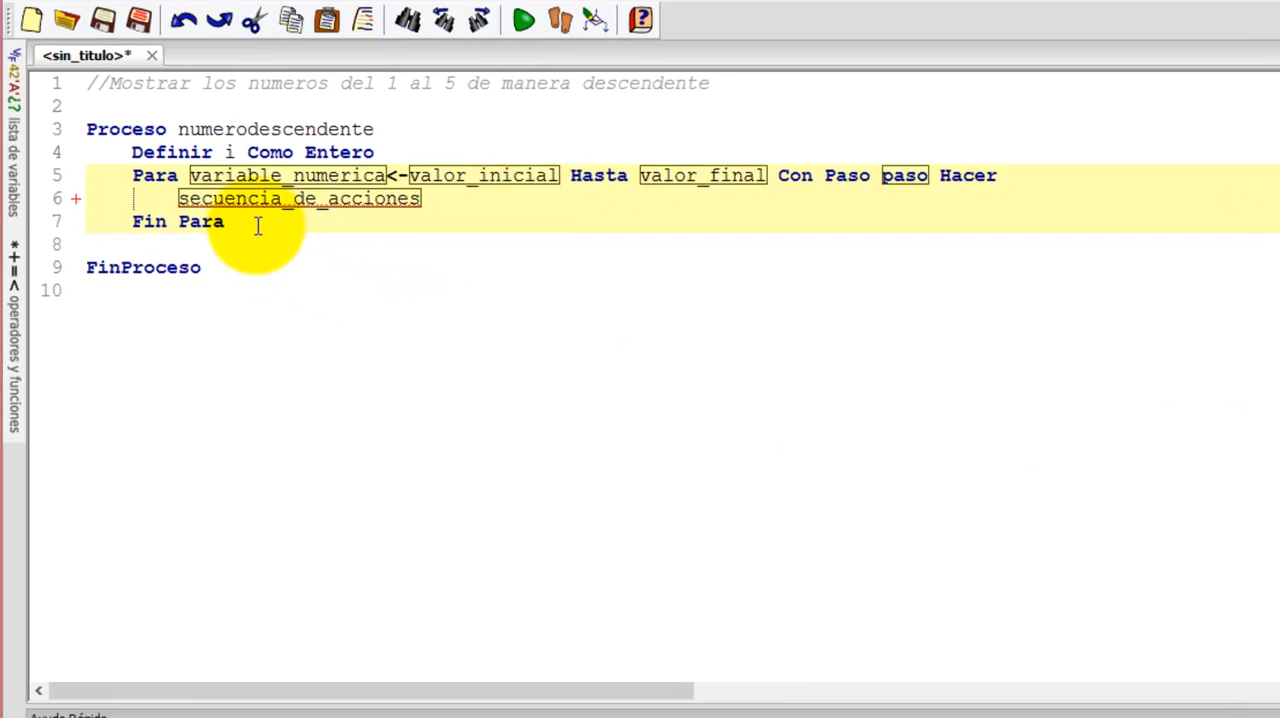 <sin_titulo>*
1 //Mostrar los numeros del 1 al 5 de manera descendente
2
3 Proceso numerodescendente
4 Definir i Como Entero
5 Para variable_numerica<-valor_inicial Hasta valor_final Con Paso paso Hacer
6 + secuencia_de_acciones
7 Fin Para
8
9 FinProceso
10
lista de variables
operadores y funciones